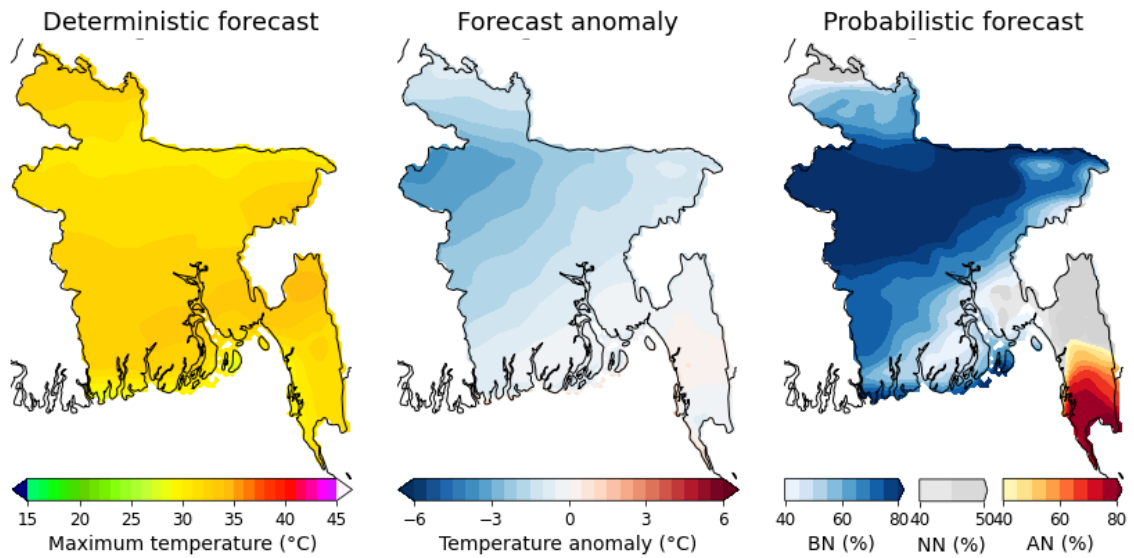 Deterministic forecast Forecast anomaly Probabilistic forecast
15 20 25 30 35 40 45 −6 −3 0 3 6 40 60 80 40 50 40 60 80
Maximum temperature (°C) Temperature anomaly (°C) BN (%) NN (%) AN (%)